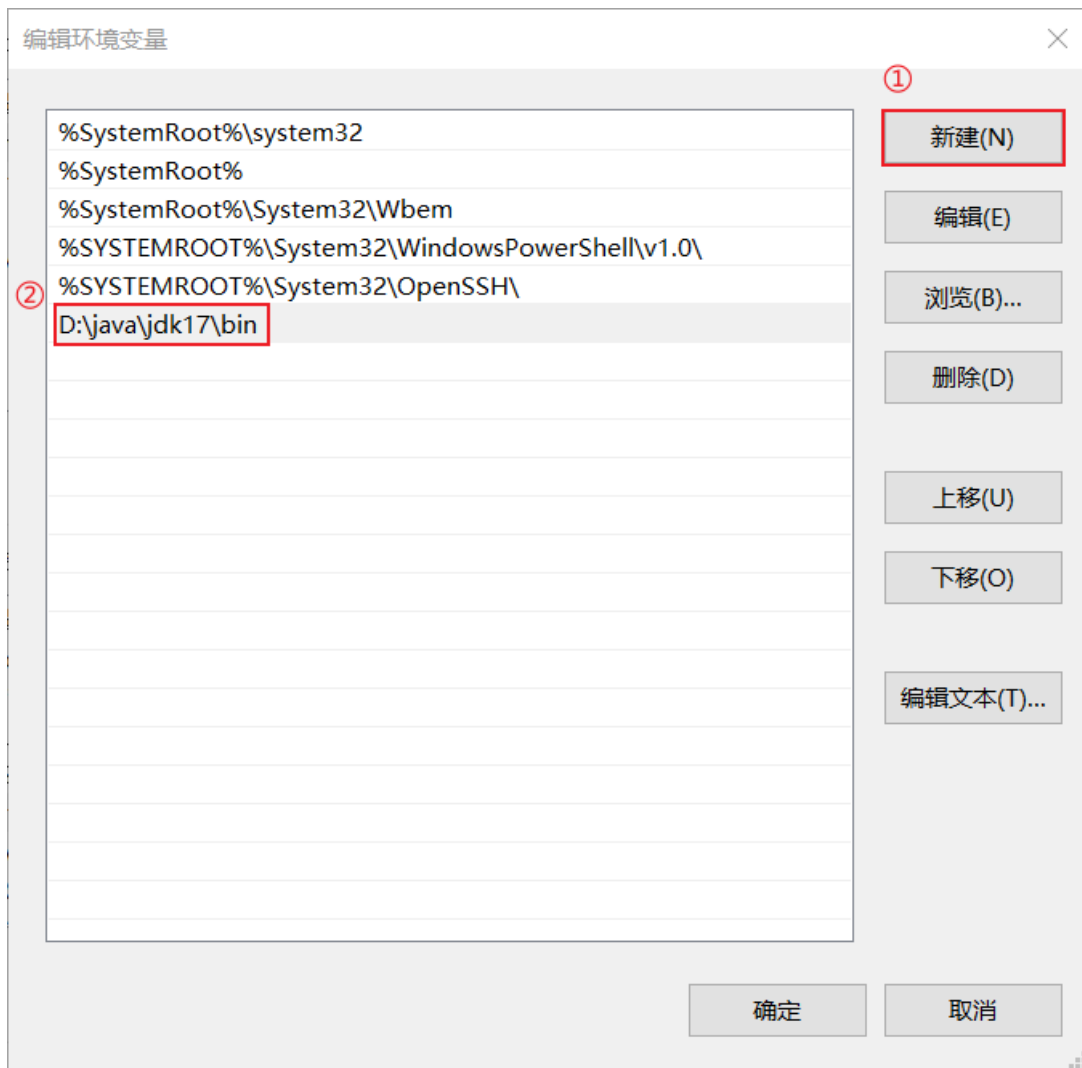 编辑环境变量
①
%SystemRoot%\system32
新建(N)
%SystemRoot%
%SystemRoot%\System32\Wbem
编辑(E)
%SYSTEMROOT%\System32\WindowsPowerShell\v1.0\
②
%SYSTEMROOT%\System32\OpenSSH\
浏览(B)...
D:\java\jdk17\bin
删除(D)
上移(U)
下移(O)
编辑文本(T)...
确定
取消